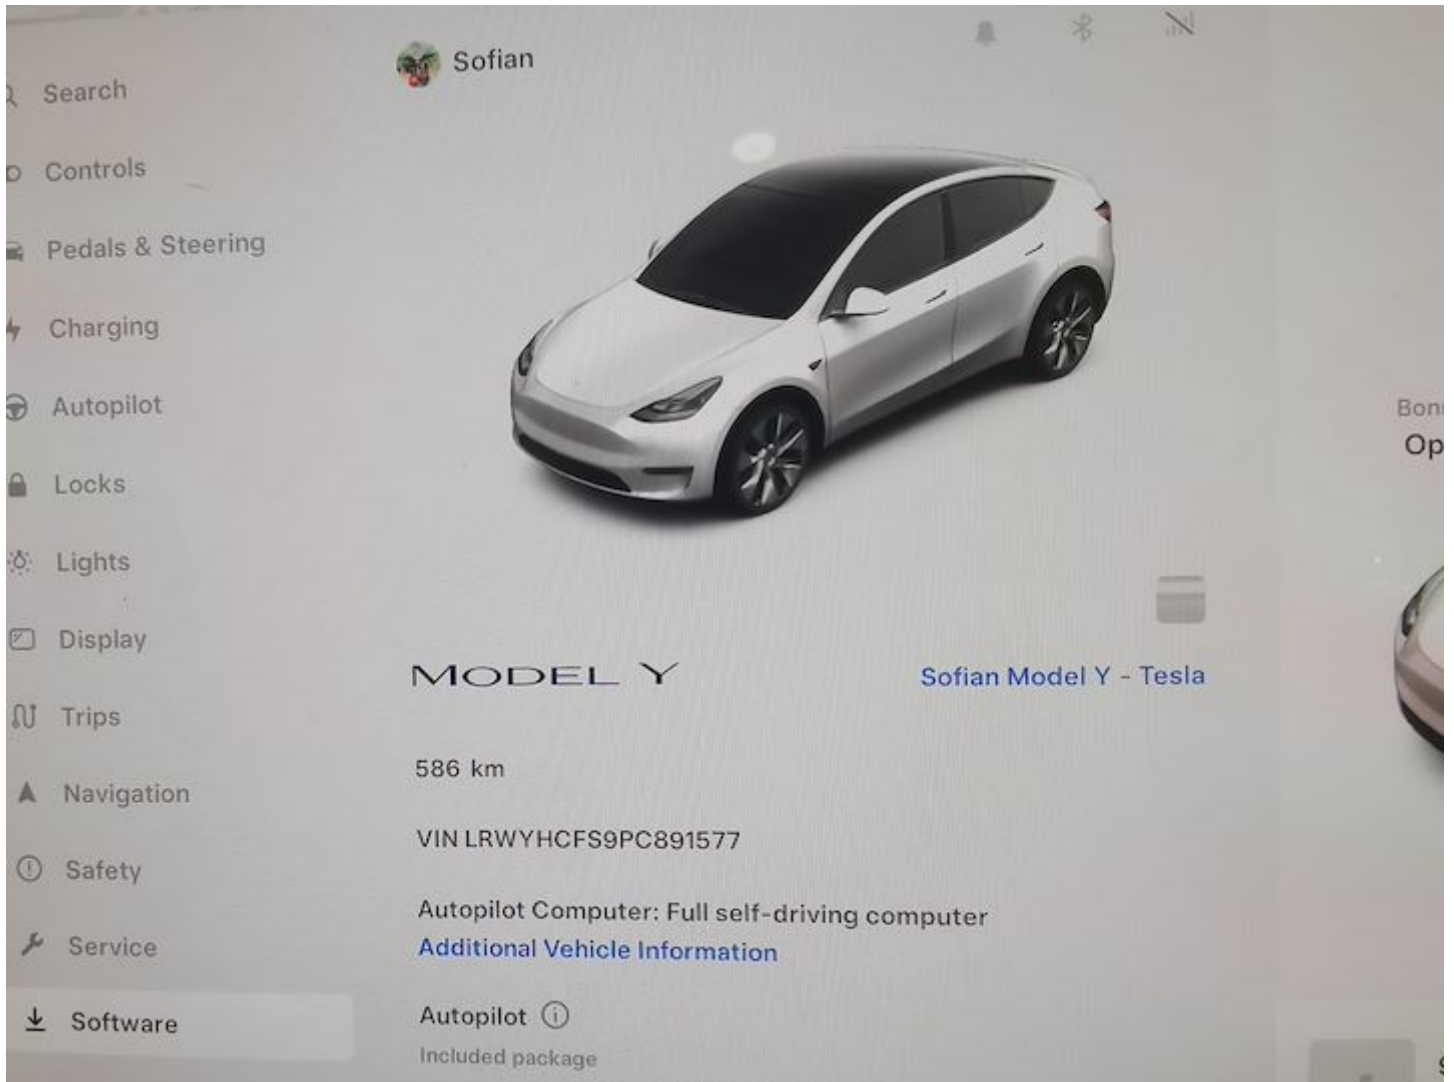 Sofian
Search
Controls
Pedals & Steering
Charging
Autopilot
Locks
Lights
Display
Trips
Navigation
Safety
Service
Software
MODEL Y
Sofian Model Y - Tesla
586 km
VIN LRWYHCFS9PC891577
Autopilot Computer: Full self-driving computer
Additional Vehicle Information
Autopilot
Included package
Op